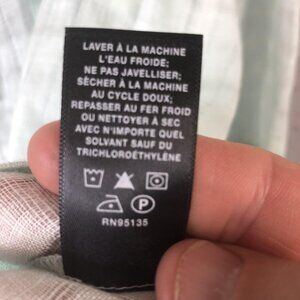 LAVER À LA MACHINE
L'EAU FROIDE;
NE PAS JAVELLISER;
SÈCHER À LA MACHINE
AU CYCLE DOUX;
REPASSER AU FER FROID
OU NETTOYER À SEC
AVEC N'IMPORTE QUEL
SOLVANT SAUF DU
TRICHLOROÉTHYLÈNE
P
RN95135